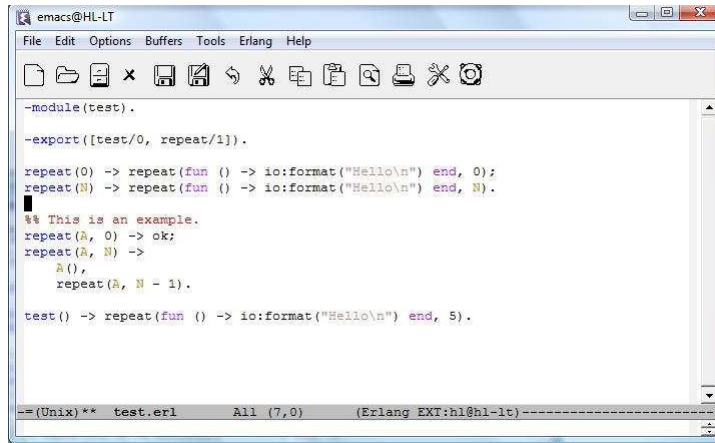 emacs@HL-LT
File Edit Options Buffers Tools Erlang Help
-module(test).
-export([test/0, repeat/1]).
repeat(0) -> repeat(fun () -> io:format("Hello\n") end, 0);
repeat(N) -> repeat(fun () -> io:format("Hello\n") end, N).
%% This is an example.
repeat(A, 0) -> ok;
repeat(A, N) ->
    A(),
    repeat(A, N - 1).
test() -> repeat(fun () -> io:format("Hello\n") end, 5).
-=(Unix)** test.erl All (7,0) (Erlang EXT:hl@hl-lt)------------------------